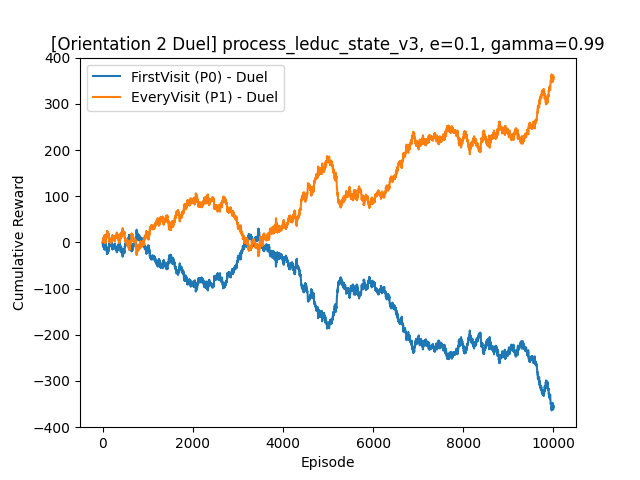 [Orientation 2 Duel] process_leduc_state_v3, e=0.1, gamma=0.99
FirstVisit (P0) - Duel
EveryVisit (P1) - Duel
400
300
200
100
0
−100
−200
−300
−400
Cumulative Reward
0 2000 4000 6000 8000 10000
Episode